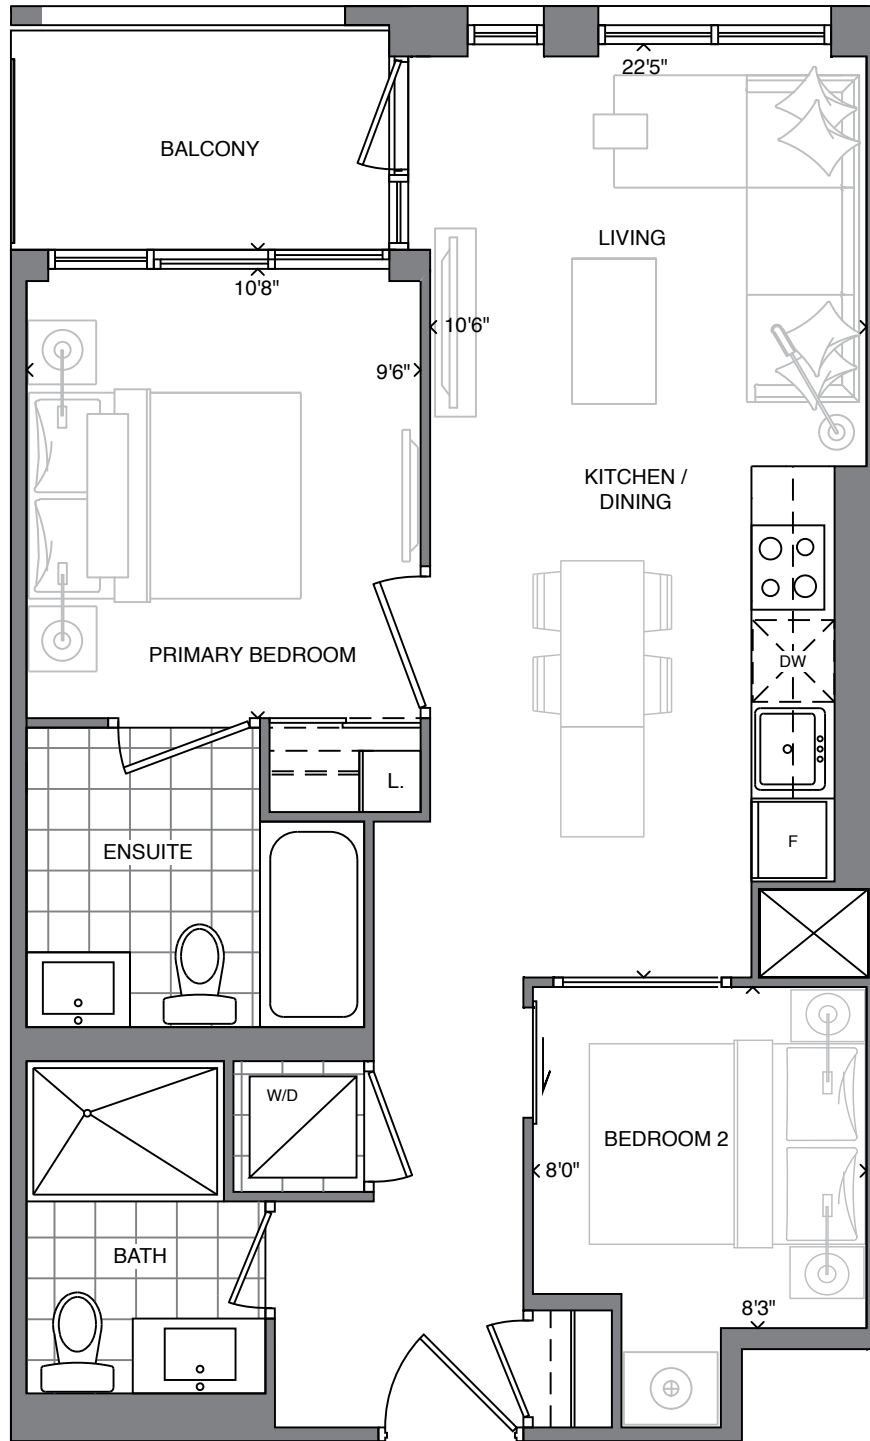 22'5"
BALCONY
LIVING
10'8"
10'6"
9'6"
KITCHEN /
DINING
PRIMARY BEDROOM
DW
L.
F
ENSUITE
W/D
BEDROOM 2
8'0"
BATH
8'3"